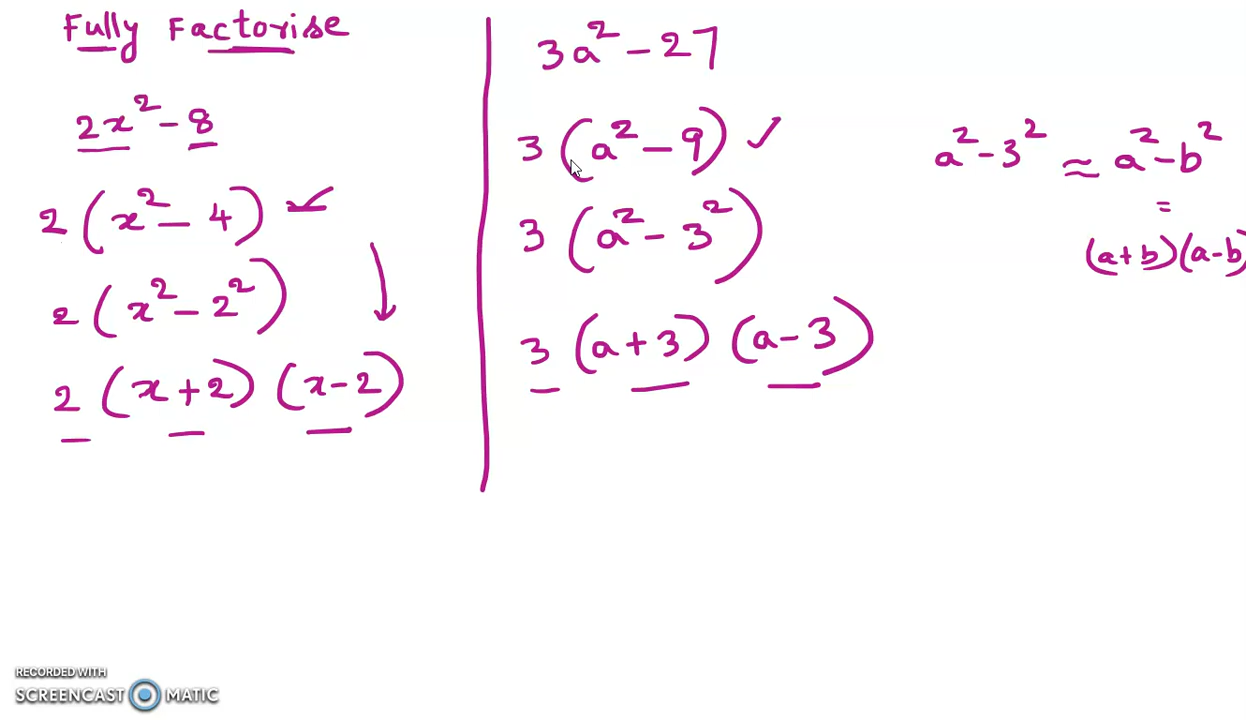 Fully Factorise
2x² - 8
2(x² - 4) ✓
2(x² - 2²)
2(x + 2)(x - 2)
3a² - 27
3(a² - 9) ✓
3(a² - 3²)
3(a + 3)(a - 3)
a² - 3² ≈ a² - b²
=
(a+b)(a-b)
RECORDED WITH
SCREENCAST MATIC